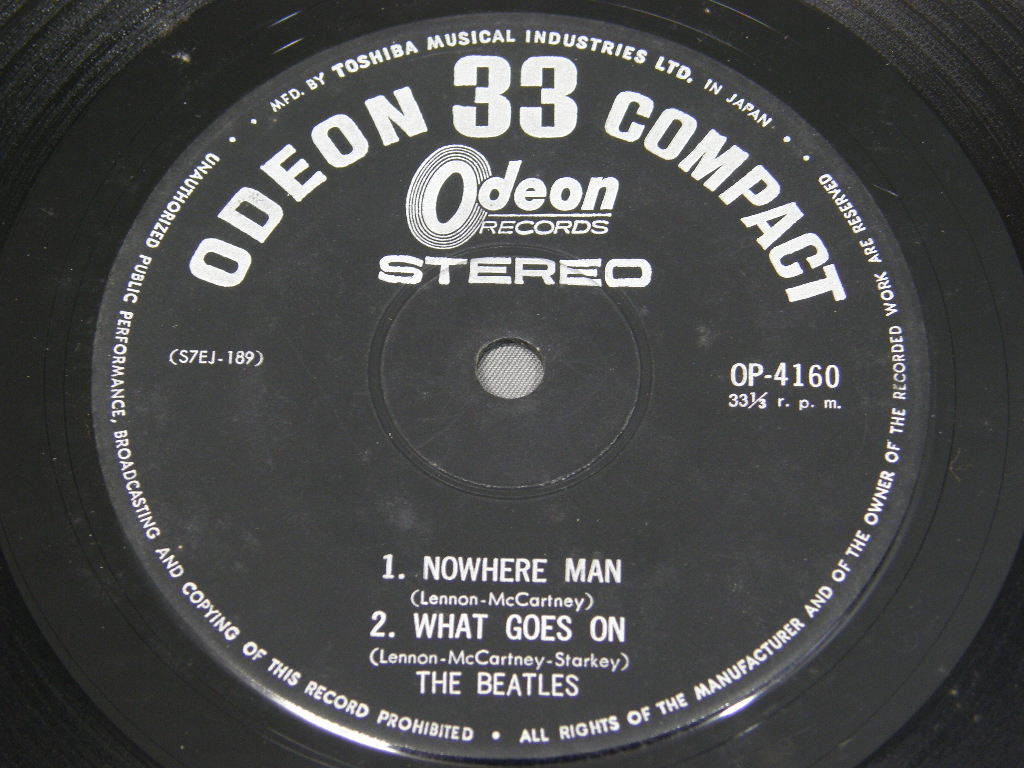 MFD. BY TOSHIBA MUSICAL INDUSTRIES LTD. IN JAPAN
ODEON 33 COMPACT
Odeon
RECORDS
STEREO
(S7EJ-189)
OP-4160
33⅓ r. p. m.
1. NOWHERE MAN
(Lennon-McCartney)
2. WHAT GOES ON
(Lennon-McCartney-Starkey)
THE BEATLES
UNAUTHORIZED PUBLIC PERFORMANCE, BROADCASTING AND COPYING OF THIS RECORD PROHIBITED • ALL RIGHTS OF THE MANUFACTURER AND OF THE OWNER OF THE RECORDED WORK ARE RESERVED